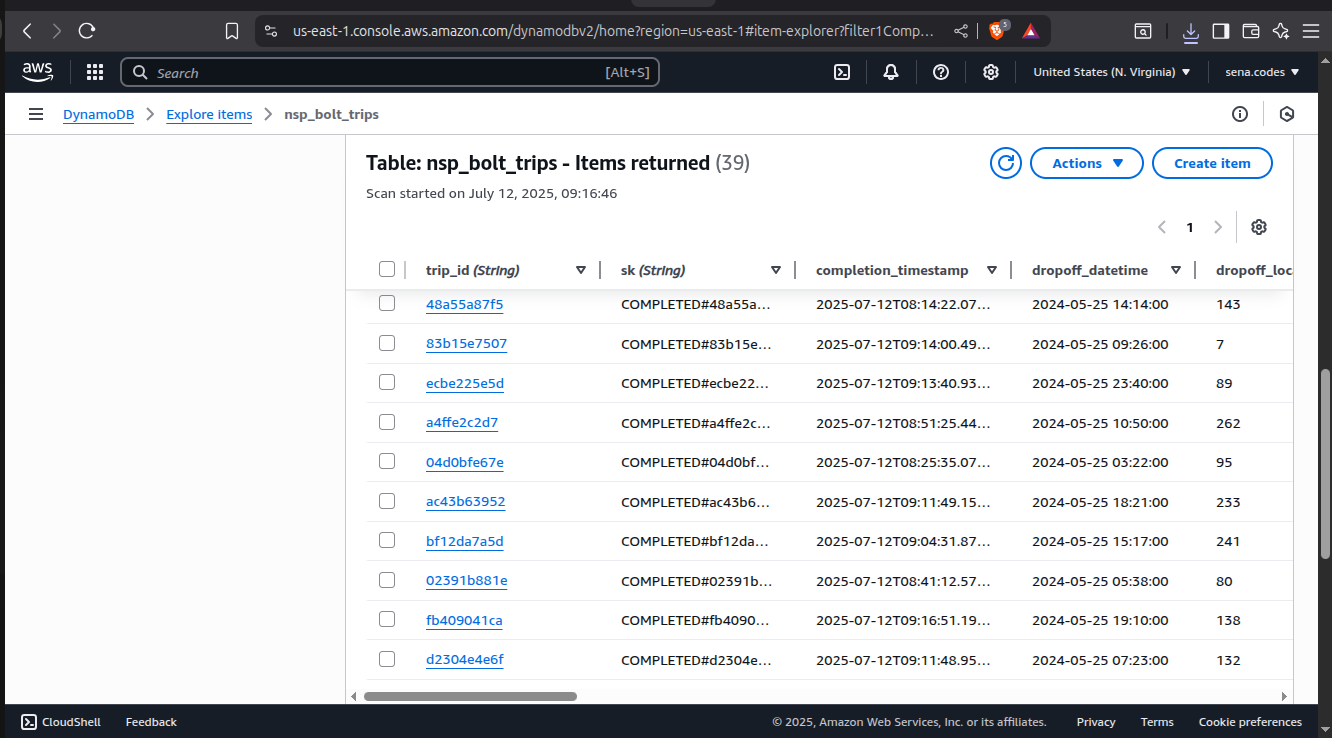 us-east-1.console.aws.amazon.com/dynamodbv2/home?region=us-east-1#item-explorer?filter1Comp...
5
aws
Search [Alt+S]
United States (N. Virginia)
sena.codes
DynamoDB
Explore items
nsp_bolt_trips
Table: nsp_bolt_trips - Items returned (39)
Actions
Create item
Scan started on July 12, 2025, 09:16:46
1
trip_id (String) sk (String) completion_timestamp dropoff_datetime dropoff_loc
48a55a87f5 COMPLETED#48a55a... 2025-07-12T08:14:22.07... 2024-05-25 14:14:00 143
83b15e7507 COMPLETED#83b15e... 2025-07-12T09:14:00.49... 2024-05-25 09:26:00 7
ecbe225e5d COMPLETED#ecbe22... 2025-07-12T09:13:40.93... 2024-05-25 23:40:00 89
a4ffe2c2d7 COMPLETED#a4ffe2c... 2025-07-12T08:51:25.44... 2024-05-25 10:50:00 262
04d0bfe67e COMPLETED#04d0bf... 2025-07-12T08:25:35.07... 2024-05-25 03:22:00 95
ac43b63952 COMPLETED#ac43b6... 2025-07-12T09:11:49.15... 2024-05-25 18:21:00 233
bf12da7a5d COMPLETED#bf12da... 2025-07-12T09:04:31.87... 2024-05-25 15:17:00 241
02391b881e COMPLETED#02391b... 2025-07-12T08:41:12.57... 2024-05-25 05:38:00 80
fb409041ca COMPLETED#fb4090... 2025-07-12T09:16:51.19... 2024-05-25 19:10:00 138
d2304e4e6f COMPLETED#d2304e... 2025-07-12T09:11:48.95... 2024-05-25 07:23:00 132
CloudShell
Feedback
© 2025, Amazon Web Services, Inc. or its affiliates.
Privacy
Terms
Cookie preferences